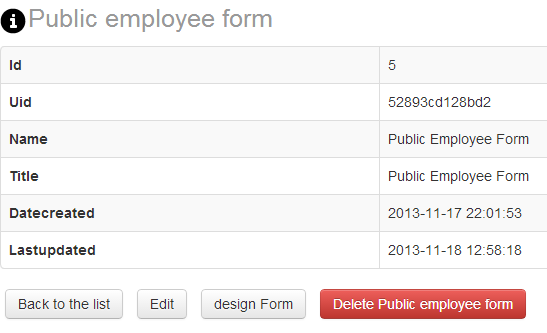 Public employee form
Id 5
Uid 52893cd128bd2
Name Public Employee Form
Title Public Employee Form
Datecreated 2013-11-17 22:01:53
Lastupdated 2013-11-18 12:58:18
Back to the list Edit design Form Delete Public employee form